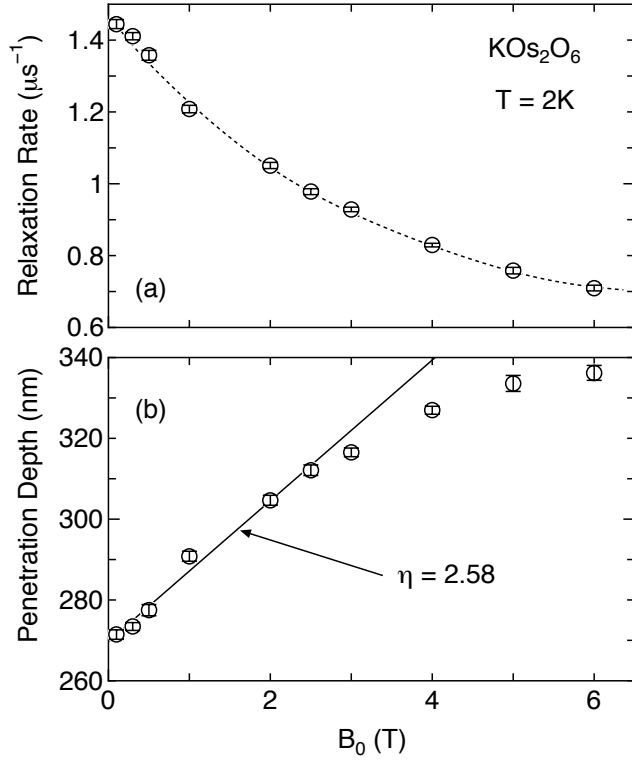 1.4
1.2
1
0.8
0.6
Relaxation Rate (μs⁻¹)
KOs₂O₆
T = 2K
(a)
340
320
300
280
260
Penetration Depth (nm)
(b)
η = 2.58
0
2
4
6
B₀ (T)